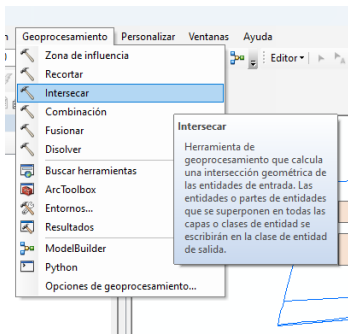 Geoprocesamiento Personalizar Ventanas Ayuda
Zona de influencia
Editor
Recortar
Intersecar
Combinación
Fusionar
Disolver
Buscar herramientas
ArcToolbox
Entornos...
Resultados
ModelBuilder
Python
Opciones de geoprocesamiento...
Intersecar
Herramienta de
geoprocesamiento que calcula
una intersección geométrica de
las entidades de entrada. Las
entidades o partes de entidades
que se superponen en todas las
capas o clases de entidad se
escribirán en la clase de entidad
de salida.